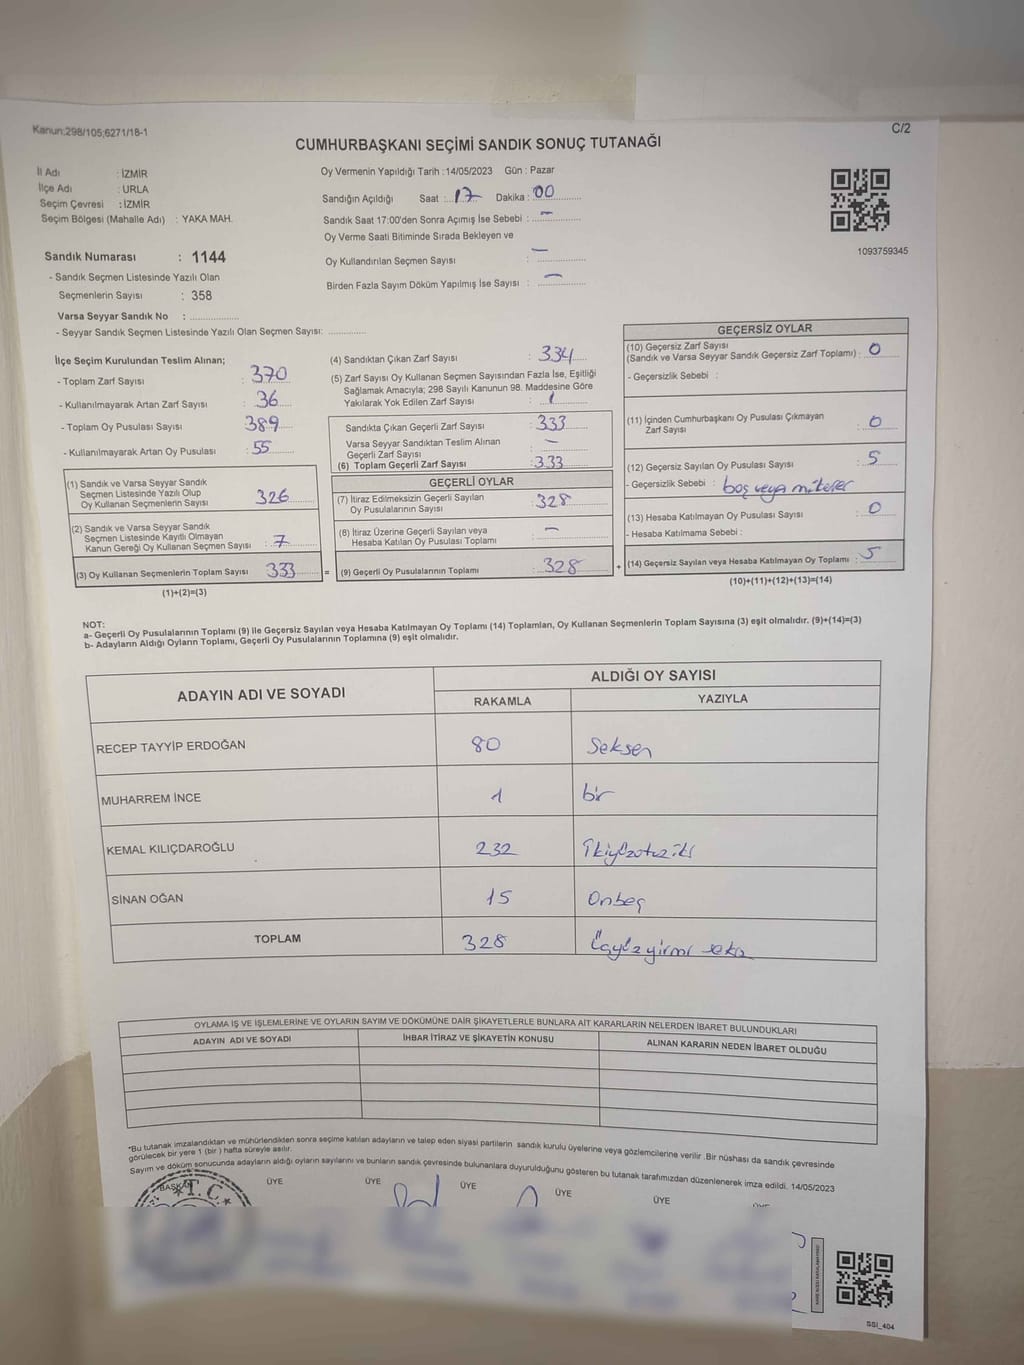 Kanun;298/105;6271/18-1
C/2
CUMHURBAŞKANI SEÇİMİ SANDIK SONUÇ TUTANAĞI
İl Adı : İZMİR
İlçe Adı : URLA
Seçim Çevresi : İZMİR
Seçim Bölgesi (Mahalle Adı) : YAKA MAH.
Sandık Numarası : 1144
- Sandık Seçmen Listesinde Yazılı Olan
Seçmenlerin Sayısı : 358
Varsa Seyyar Sandık No : ..................
- Seyyar Sandık Seçmen Listesinde Yazılı Olan Seçmen Sayısı: ..............
Oy Vermenin Yapıldığı Tarih : 14/05/2023 Gün : Pazar
Sandığın Açıldığı Saat : 17 Dakika : 00
Sandık Saat 17:00'den Sonra Açımış İse Sebebi : —
Oy Verme Saati Bitiminde Sırada Bekleyen ve
Oy Kullandırılan Seçmen Sayısı : —
Birden Fazla Sayım Döküm Yapılmış İse Sayısı : —
1093759345
İlçe Seçim Kurulundan Teslim Alınan;
- Toplam Zarf Sayısı : 370
- Kullanılmayarak Artan Zarf Sayısı : 36
- Toplam Oy Pusulası Sayısı : 389
- Kullanılmayarak Artan Oy Pusulası : 55
(1) Sandık ve Varsa Seyyar Sandık
Seçmen Listesinde Yazılı Olup
Oy Kullanan Seçmenlerin Sayısı 326
(2) Sandık ve Varsa Seyyar Sandık
Seçmen Listesinde Kayıtlı Olmayan
Kanun Gereği Oy Kullanan Seçmen Sayısı : 7
(3) Oy Kullanan Seçmenlerin Toplam Sayısı 333
(1)+(2)=(3)
(4) Sandıktan Çıkan Zarf Sayısı : 334
(5) Zarf Sayısı Oy Kullanan Seçmen Sayısından Fazla İse, Eşitliği
Sağlamak Amacıyla; 298 Sayılı Kanunun 98. Maddesine Göre
Yakılarak Yok Edilen Zarf Sayısı : 1
Sandıkta Çıkan Geçerli Zarf Sayısı : 333
Varsa Seyyar Sandıktan Teslim Alınan
Geçerli Zarf Sayısı : —
(6) Toplam Geçerli Zarf Sayısı : 333
GEÇERLİ OYLAR
(7) İtiraz Edilmeksizin Geçerli Sayılan
Oy Pusulalarının Sayısı : 328
(8) İtiraz Üzerine Geçerli Sayılan veya
Hesaba Katılan Oy Pusulası Toplamı : —
= (9) Geçerli Oy Pusulalarının Toplamı : 328
GEÇERSİZ OYLAR
(10) Geçersiz Zarf Sayısı
(Sandık ve Varsa Seyyar Sandık Geçersiz Zarf Toplamı) : 0
- Geçersizlik Sebebi :
(11) İçinden Cumhurbaşkanı Oy Pusulası Çıkmayan
Zarf Sayısı : 0
(12) Geçersiz Sayılan Oy Pusulası Sayısı : 5
- Geçersizlik Sebebi : boş veya
(13) Hesaba Katılmayan Oy Pusulası Sayısı : 0
- Hesaba Katılmama Sebebi :
+ (14) Geçersiz Sayılan veya Hesaba Katılmayan Oy Toplamı : 5
(10)+(11)+(12)+(13)=(14)
NOT:
a- Geçerli Oy Pusulalarının Toplamı (9) ile Geçersiz Sayılan veya Hesaba Katılmayan Oy Toplamı (14) Toplamları, Oy Kullanan Seçmenlerin Toplam Sayısına (3) eşit olmalıdır. (9)+(14)=(3)
b- Adayların Aldığı Oyların Toplamı, Geçerli Oy Pusulalarının Toplamına (9) eşit olmalıdır.
ADAYIN ADI VE SOYADI
ALDIĞI OY SAYISI
RAKAMLA YAZIYLA
RECEP TAYYİP ERDOĞAN 80 Seksen
MUHARREM İNCE 1 bir
KEMAL KILIÇDAROĞLU 232 ikiyüzotuziki
SİNAN OĞAN 15 Onbeş
TOPLAM 328 Üçyüzyirmi sekiz
OYLAMA İŞ VE İŞLEMLERİNE VE OYLARIN SAYIM VE DÖKÜMÜNE DAİR ŞİKAYETLERLE BUNLARA AİT KARARLARIN NELERDEN İBARET BULUNDUKLARI
ADAYIN ADI VE SOYADI İHBAR İTİRAZ VE ŞİKAYETİN KONUSU ALINAN KARARIN NEDEN İBARET OLDUĞU
*Bu tutanak imzalandıktan ve mühürlendikten sonra seçime katılan adayların ve talep eden siyasi partilerin sandık kurulu üyelerine veya gözlemcilerine verilir .Bir nüshası da sandık çevresinde
görülecek bir yere 1 (bir ) hafta süreyle asılır.
Sayım ve döküm sonucunda adayların aldığı oyların sayılarını ve bunların sandık çevresinde bulunanlara duyurulduğunu gösteren bu tutanak tarafımızdan düzenlenerek imza edildi. 14/05/2023
BAŞKAN ÜYE ÜYE ÜYE ÜYE ÜYE ÜYE
T.C.
SSI_404